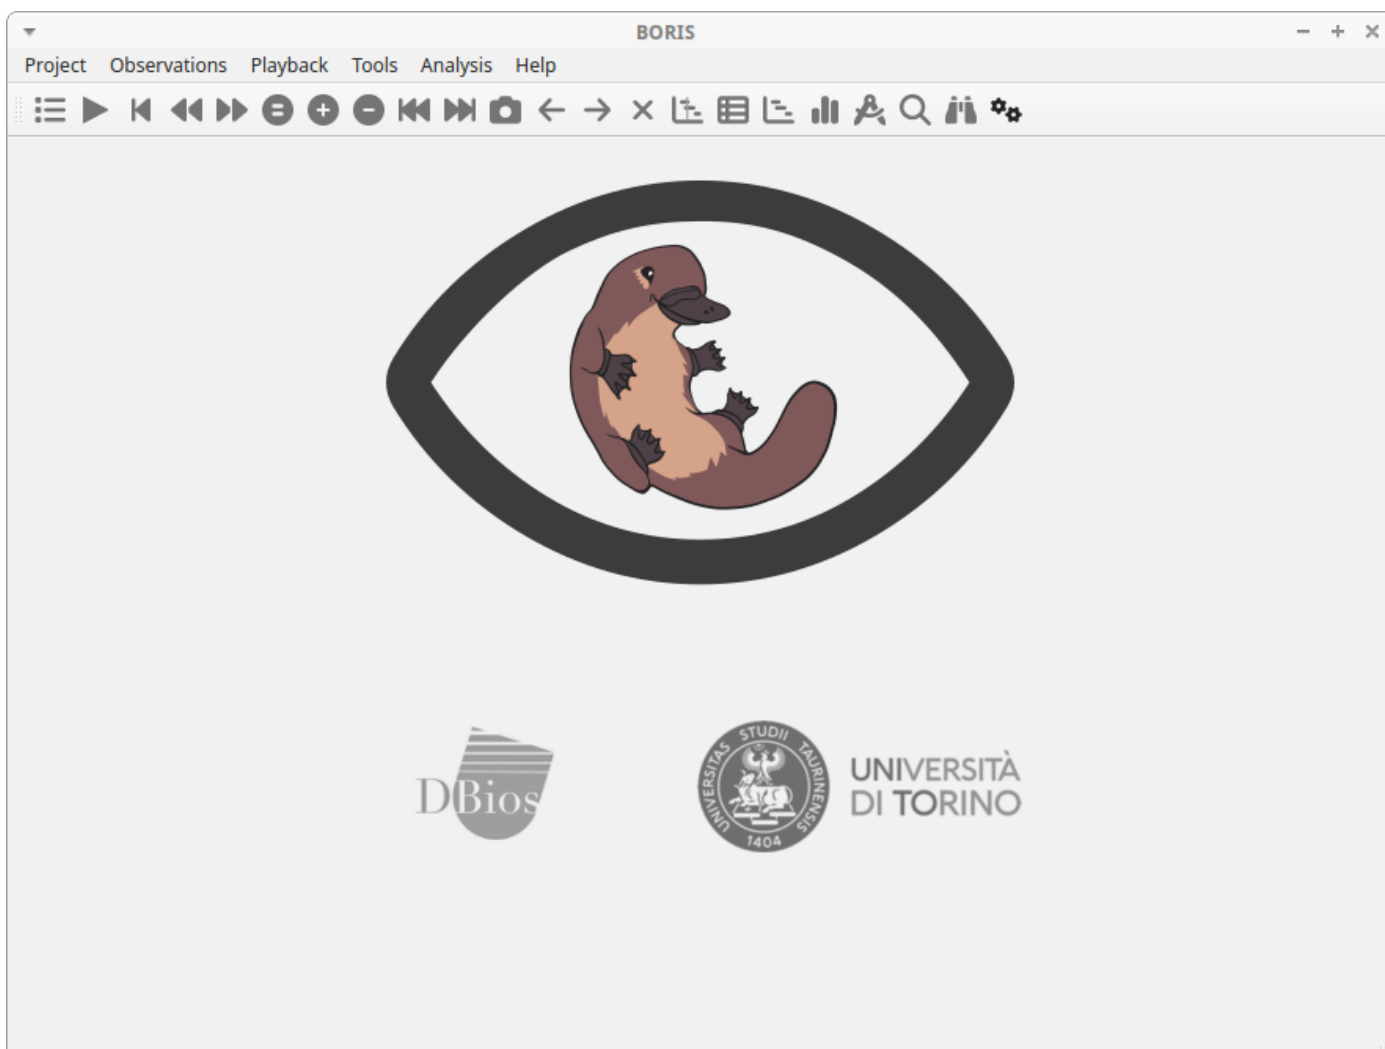 BORIS
Project Observations Playback Tools Analysis Help
DBios
UNIVERSITAS STUDII TAURINENSIS
1404
UNIVERSITÀ
DI TORINO